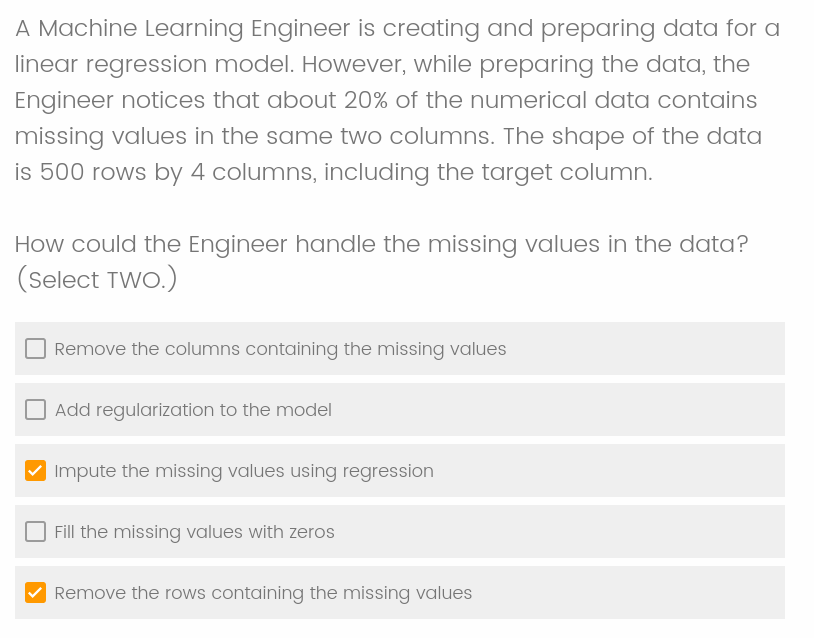 A Machine Learning Engineer is creating and preparing data for a
linear regression model. However, while preparing the data, the
Engineer notices that about 20% of the numerical data contains
missing values in the same two columns. The shape of the data
is 500 rows by 4 columns, including the target column.
How could the Engineer handle the missing values in the data?
(Select TWO.)
Remove the columns containing the missing values
Add regularization to the model
Impute the missing values using regression
Fill the missing values with zeros
Remove the rows containing the missing values